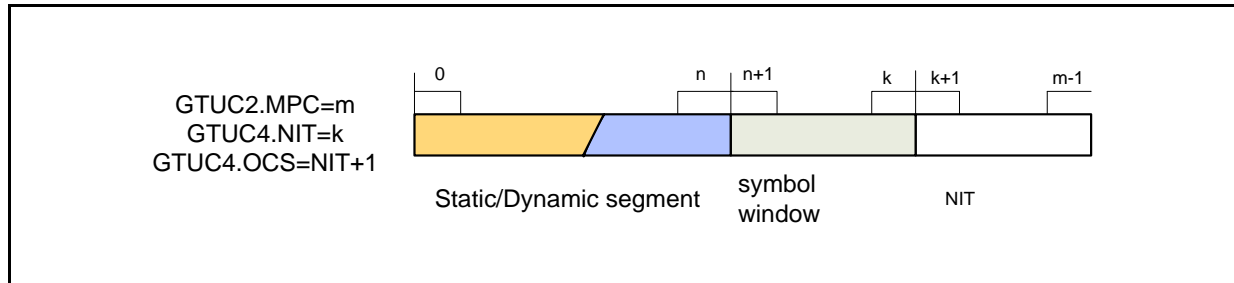 0 n n+1 k k+1 m-1
GTUC2.MPC=m
GTUC4.NIT=k
GTUC4.OCS=NIT+1
Static/Dynamic segment
symbol
window
NIT